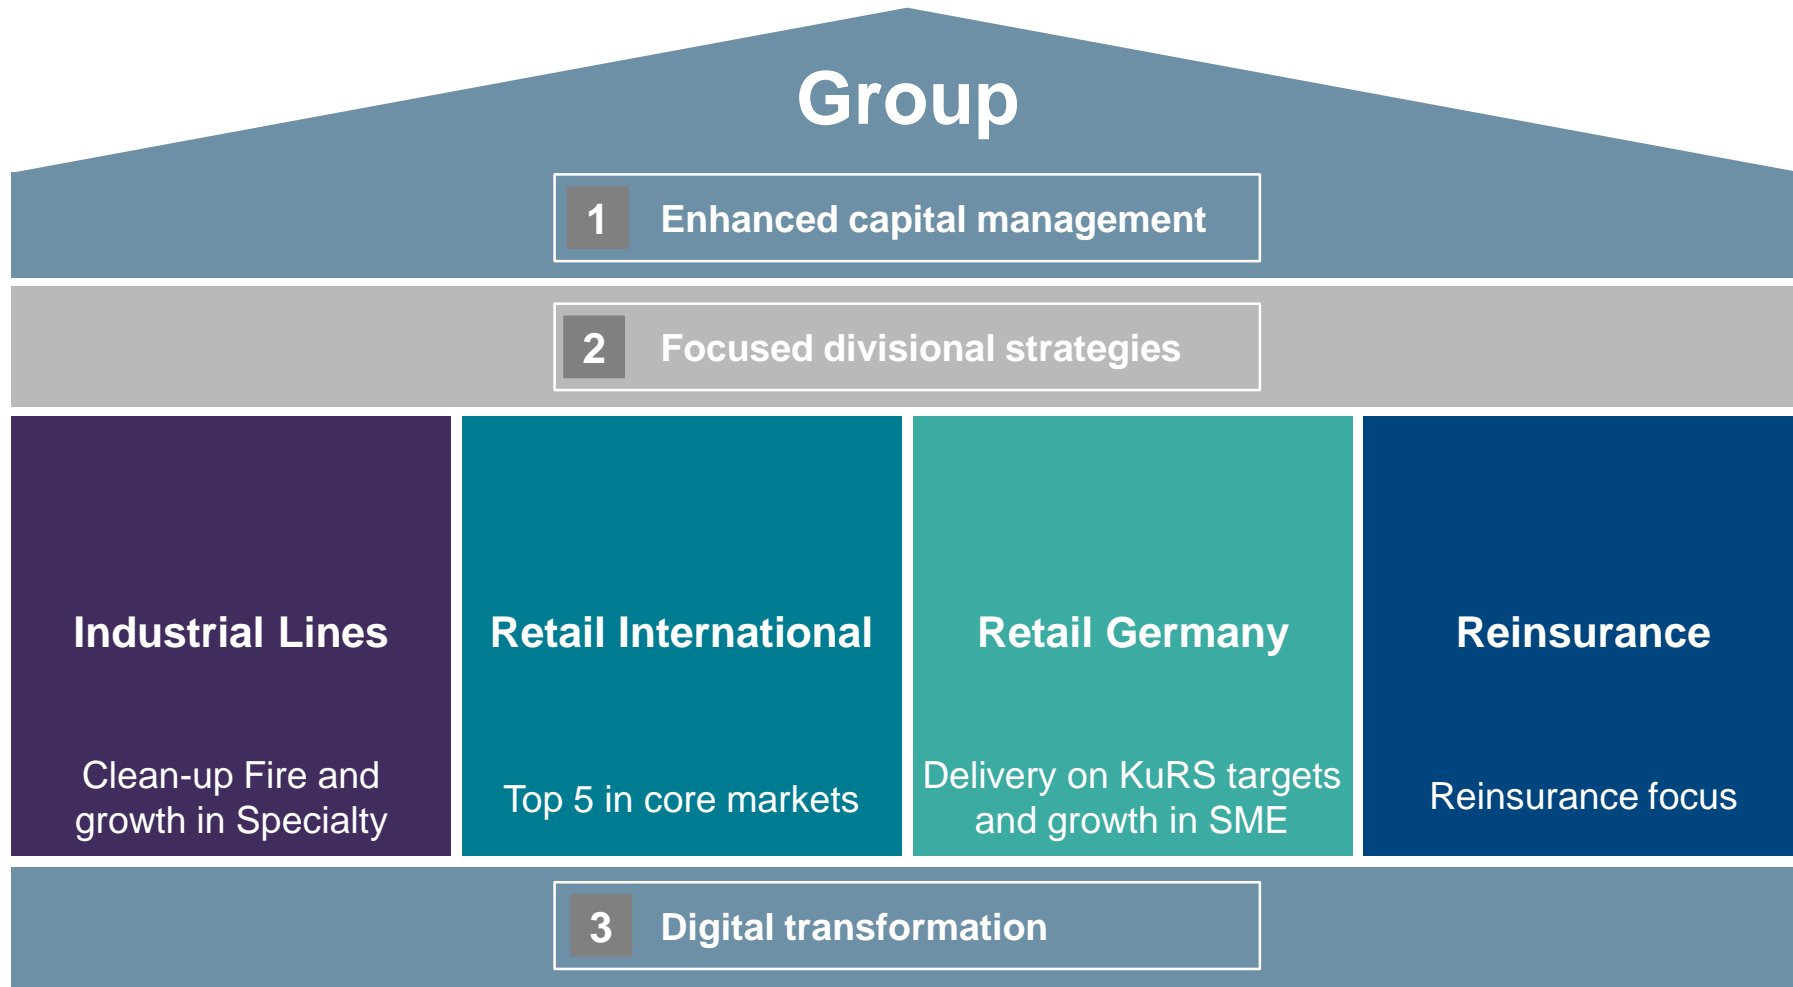 Group
1 Enhanced capital management
2 Focused divisional strategies
Industrial Lines
Clean-up Fire and
growth in Specialty
Retail International
Top 5 in core markets
Retail Germany
Delivery on KuRS targets
and growth in SME
Reinsurance
Reinsurance focus
3 Digital transformation